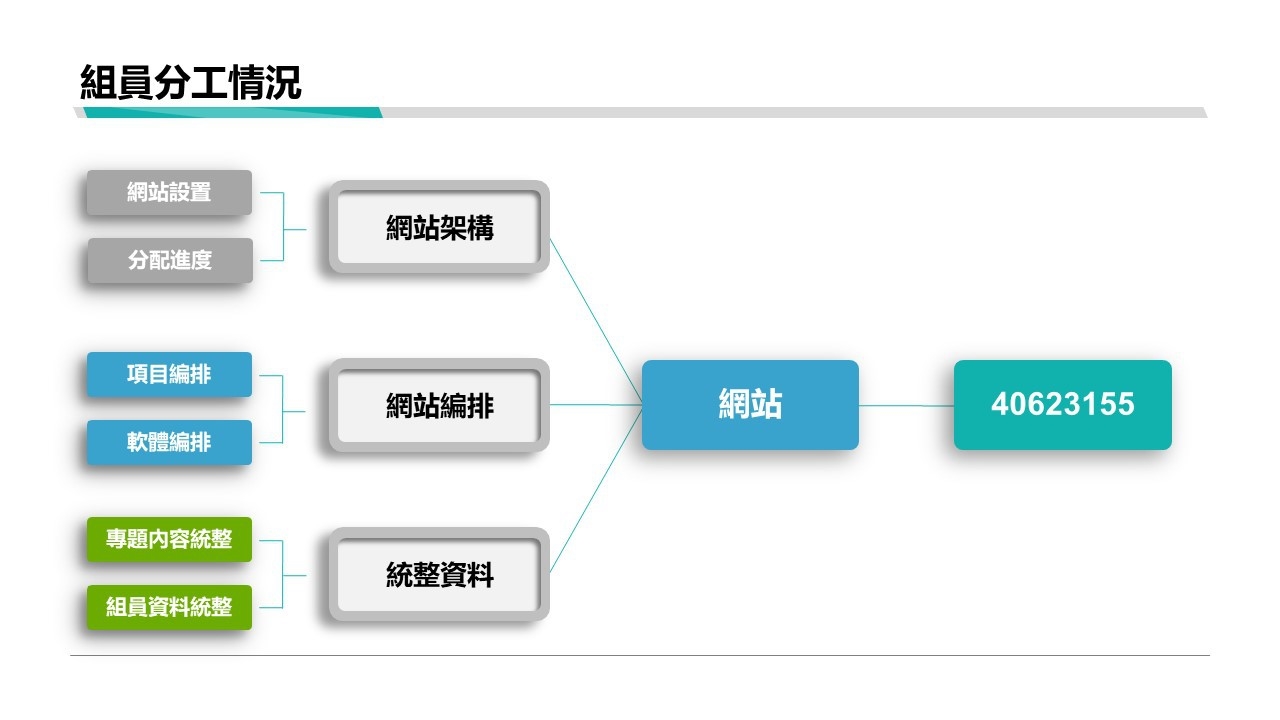 組員分工情況
網站設置
分配進度
網站架構
項目編排
軟體編排
網站編排
專題內容統整
組員資料統整
統整資料
網站
40623155